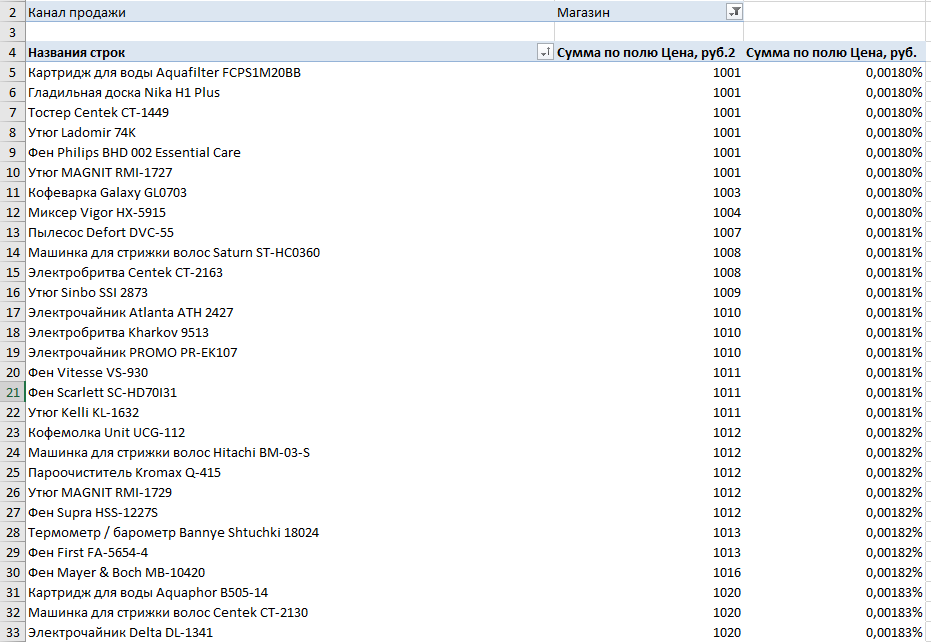 2 Канал продажи Магазин
3
4 Названия строк Сумма по полю Цена, руб.2 Сумма по полю Цена, руб.
5 Картридж для воды Aquafilter FCPS1M20BB 1001 0,00180%
6 Гладильная доска Nika H1 Plus 1001 0,00180%
7 Тостер Centek CT-1449 1001 0,00180%
8 Утюг Ladomir 74K 1001 0,00180%
9 Фен Philips BHD 002 Essential Care 1001 0,00180%
10 Утюг MAGNIT RMI-1727 1001 0,00180%
11 Кофеварка Galaxy GL0703 1003 0,00180%
12 Миксер Vigor HX-5915 1004 0,00180%
13 Пылесос Defort DVC-55 1007 0,00181%
14 Машинка для стрижки волос Saturn ST-HC0360 1008 0,00181%
15 Электробритва Centek CT-2163 1008 0,00181%
16 Утюг Sinbo SSI 2873 1009 0,00181%
17 Электрочайник Atlanta ATH 2427 1010 0,00181%
18 Электробритва Kharkov 9513 1010 0,00181%
19 Электрочайник PROMO PR-EK107 1010 0,00181%
20 Фен Vitesse VS-930 1011 0,00181%
21 Фен Scarlett SC-HD70I31 1011 0,00181%
22 Утюг Kelli KL-1632 1011 0,00181%
23 Кофемолка Unit UCG-112 1012 0,00182%
24 Машинка для стрижки волос Hitachi BM-03-S 1012 0,00182%
25 Пароочиститель Kromax Q-415 1012 0,00182%
26 Утюг MAGNIT RMI-1729 1012 0,00182%
27 Фен Supra HSS-1227S 1012 0,00182%
28 Термометр / барометр Bannye Shtuchki 18024 1013 0,00182%
29 Фен First FA-5654-4 1013 0,00182%
30 Фен Mayer & Boch MB-10420 1016 0,00182%
31 Картридж для воды Aquaphor B505-14 1020 0,00183%
32 Машинка для стрижки волос Centek CT-2130 1020 0,00183%
33 Электрочайник Delta DL-1341 1020 0,00183%